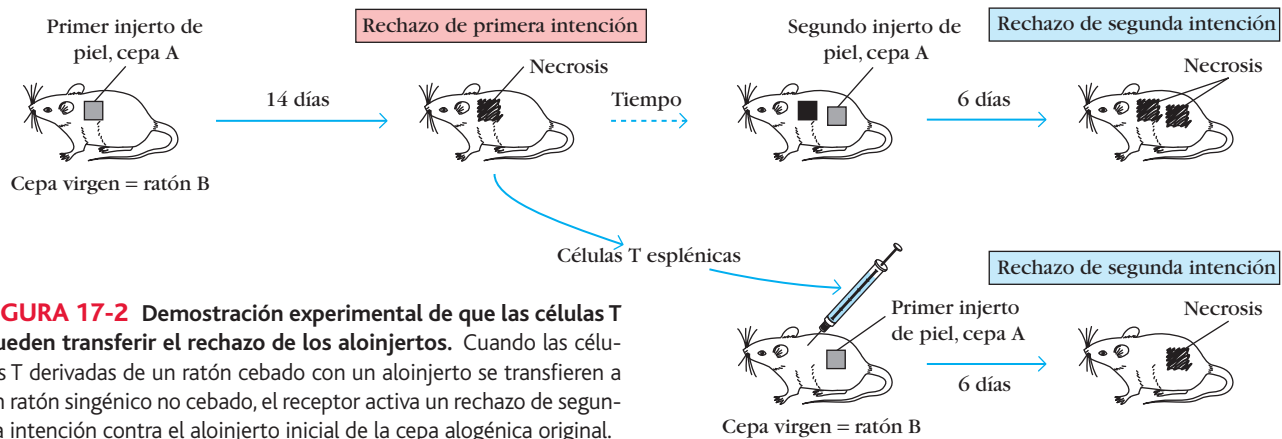 Primer injerto de
piel, cepa A
Rechazo de primera intención
Segundo injerto de
piel, cepa A
Rechazo de segunda intención
Necrosis
14 días
Tiempo
6 días
Necrosis
Cepa virgen = ratón B
Células T esplénicas
Rechazo de segunda intención
Primer injerto
de piel, cepa A
Necrosis
6 días
Cepa virgen = ratón B
GURA 17-2 Demostración experimental de que las células T
ueden transferir el rechazo de los aloinjertos. Cuando las célu-
s T derivadas de un ratón cebado con un aloinjerto se transfieren a
n ratón singénico no cebado, el receptor activa un rechazo de segun-
a intención contra el aloinjerto inicial de la cepa alogénica original.